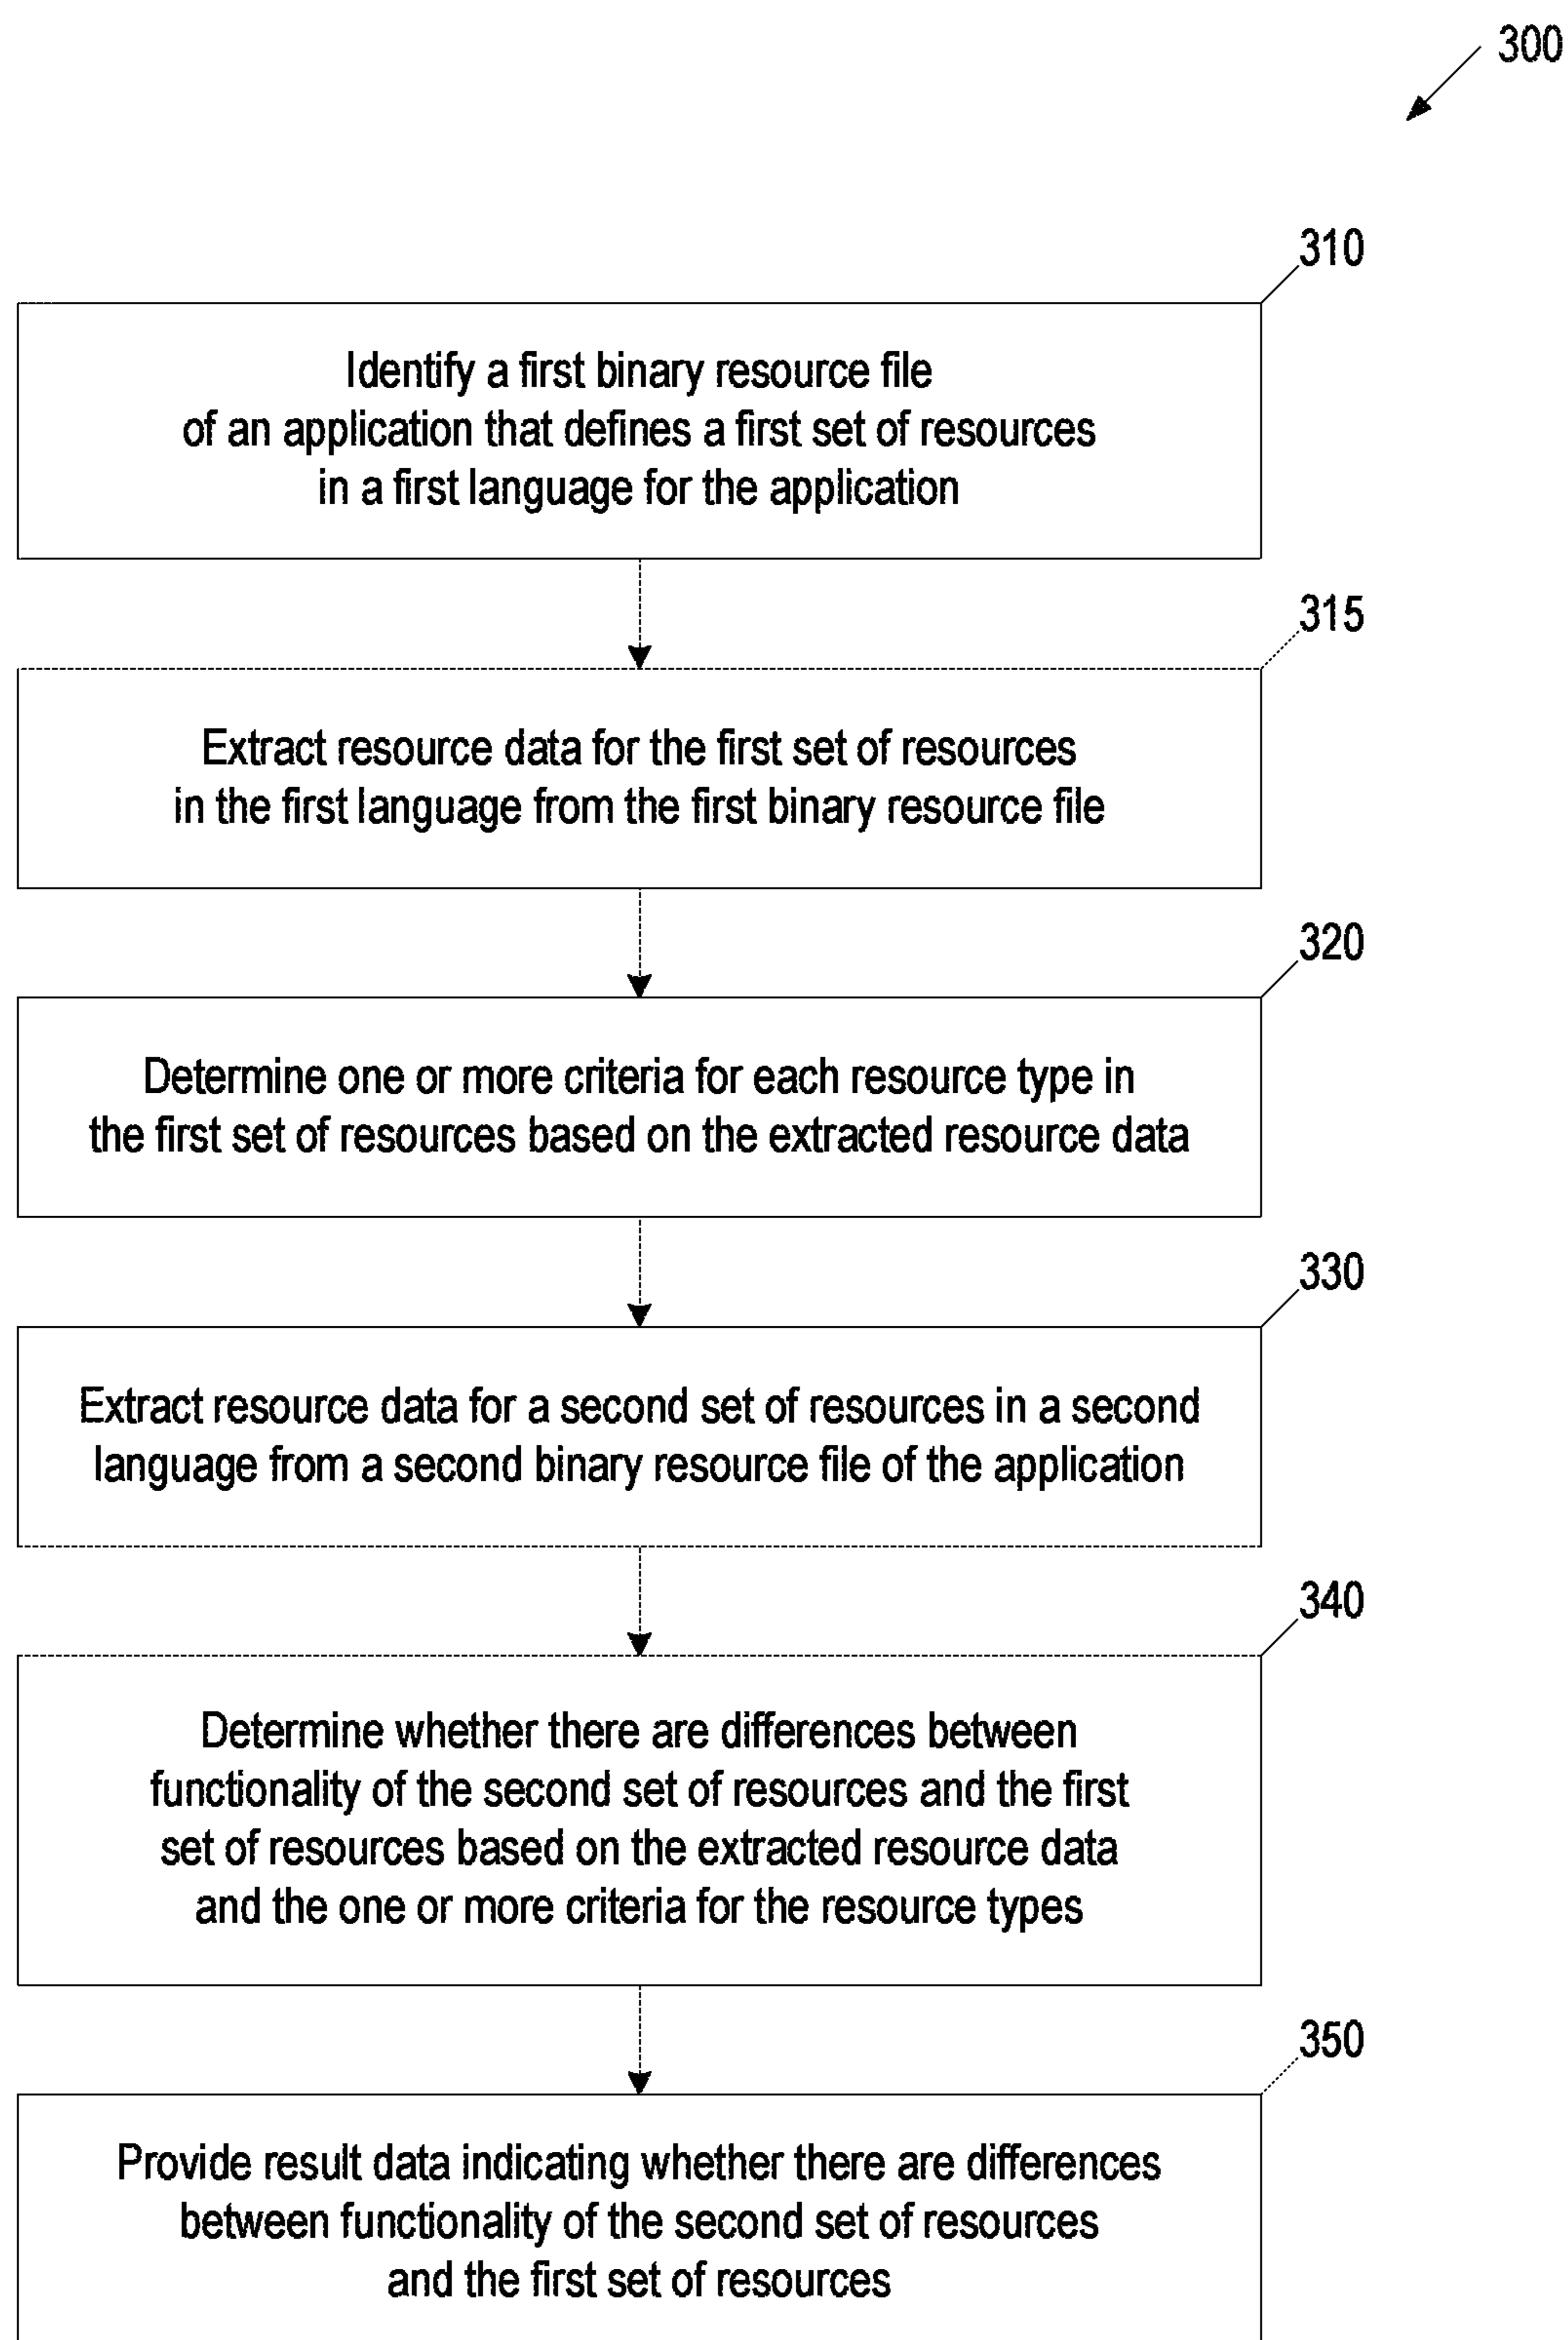 300
310
Identify a first binary resource file
of an application that defines a first set of resources
in a first language for the application
315
Extract resource data for the first set of resources
in the first language from the first binary resource file
320
Determine one or more criteria for each resource type in
the first set of resources based on the extracted resource data
330
Extract resource data for a second set of resources in a second
language from a second binary resource file of the application
340
Determine whether there are differences between
functionality of the second set of resources and the first
set of resources based on the extracted resource data
and the one or more criteria for the resource types
350
Provide result data indicating whether there are differences
between functionality of the second set of resources
and the first set of resources